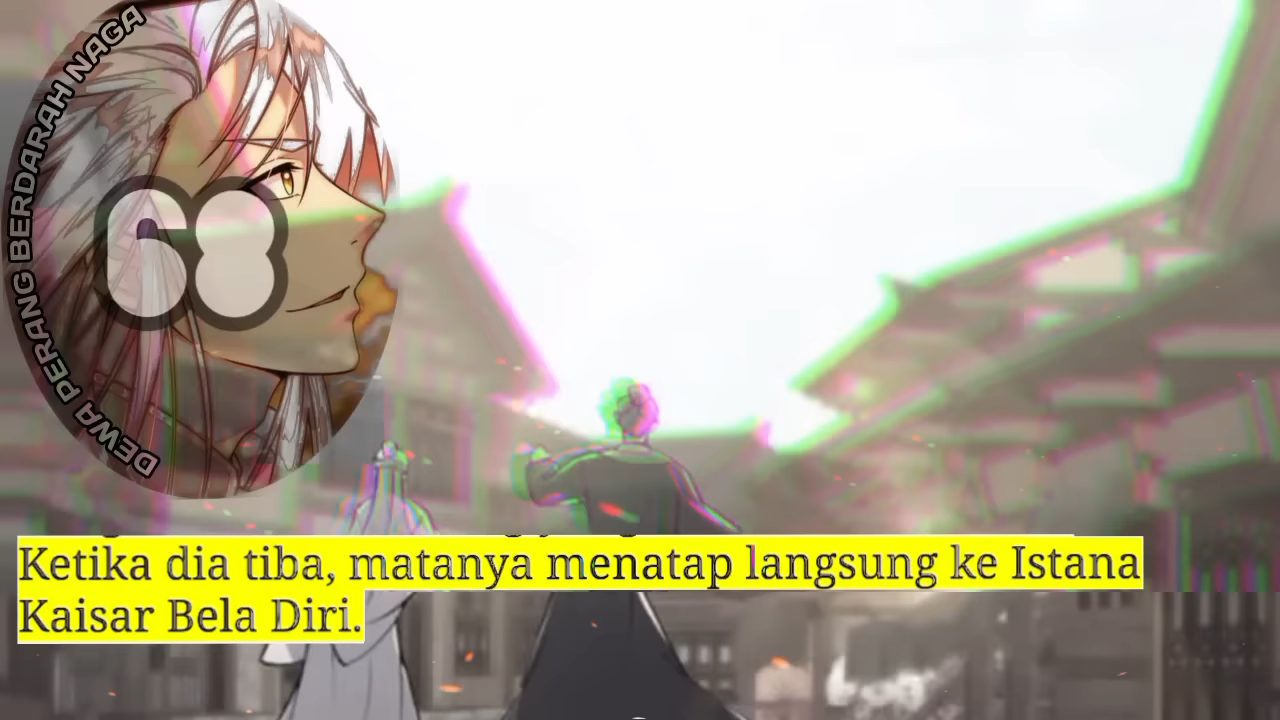 DEWA PERANG BERDARAH NAGA
68
Ketika dia tiba, matanya menatap langsung ke Istana
Kaisar Bela Diri.